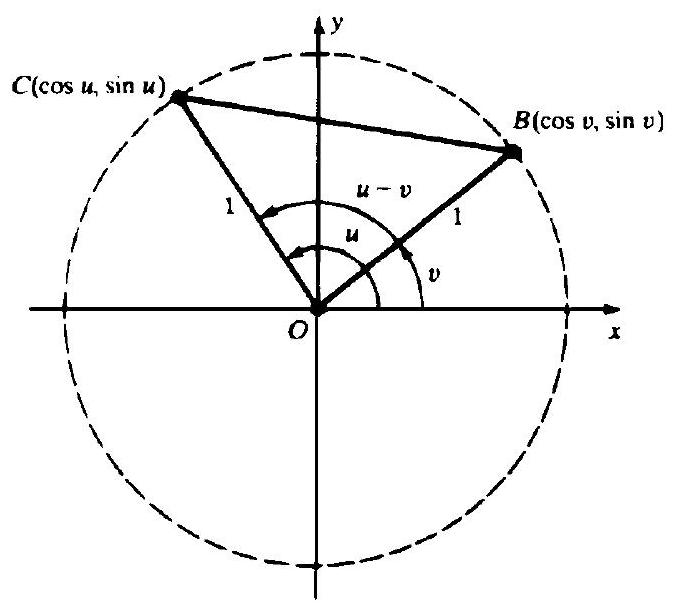 y
C(cos u, sin u)
B(cos v, sin v)
u − v
1
u
1
v
O
x